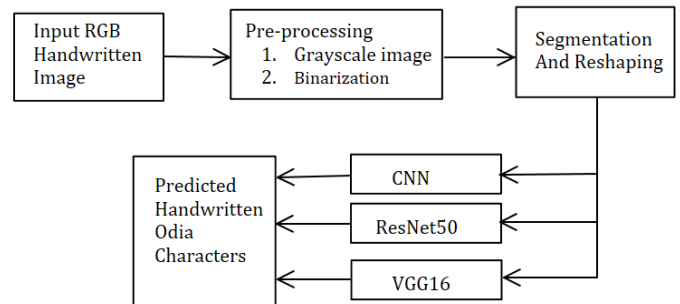 Input RGB
Handwritten
Image
Pre-processing
1. Grayscale image
2. Binarization
Segmentation
And Reshaping
CNN
ResNet50
VGG16
Predicted
Handwritten
Odia
Characters